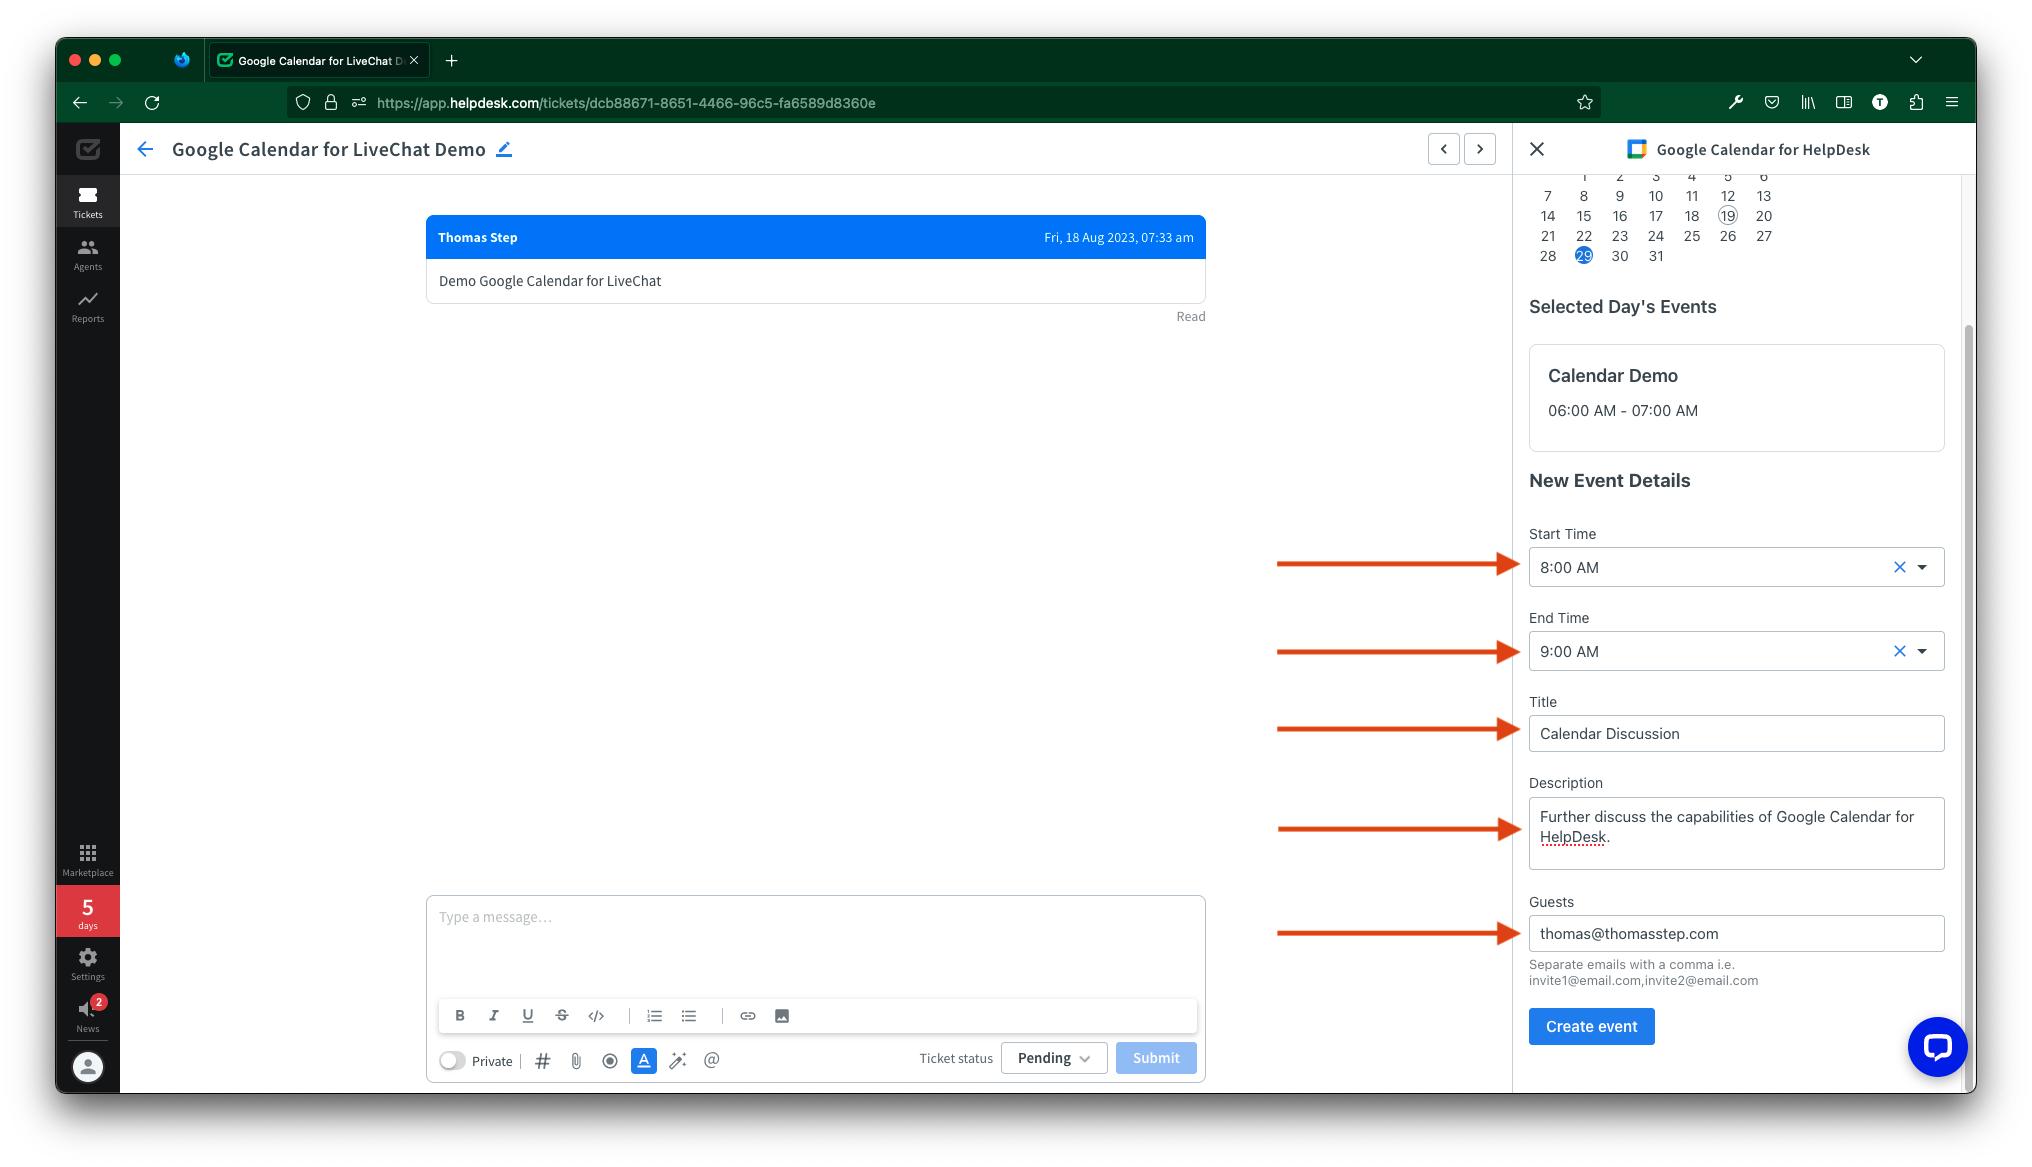 Google Calendar for LiveChat D
https://app.helpdesk.com/tickets/dcb88671-8651-4466-96c5-fa6589d8360e
T
Tickets
Agents
Reports
Marketplace
5
days
Settings
2
News
Google Calendar for LiveChat Demo
Thomas Step
Fri, 18 Aug 2023, 07:33 am
Demo Google Calendar for LiveChat
Read
Type a message...
B I U S </>
Private # A @
Ticket status
Pending
Submit
Google Calendar for HelpDesk
1 2 3 4 5 6
7 8 9 10 11 12 13
14 15 16 17 18 19 20
21 22 23 24 25 26 27
28 29 30 31
Selected Day's Events
Calendar Demo
06:00 AM - 07:00 AM
New Event Details
Start Time
8:00 AM
End Time
9:00 AM
Title
Calendar Discussion
Description
Further discuss the capabilities of Google Calendar for
HelpDesk.
Guests
thomas@thomasstep.com
Separate emails with a comma i.e.
invite1@email.com,invite2@email.com
Create event